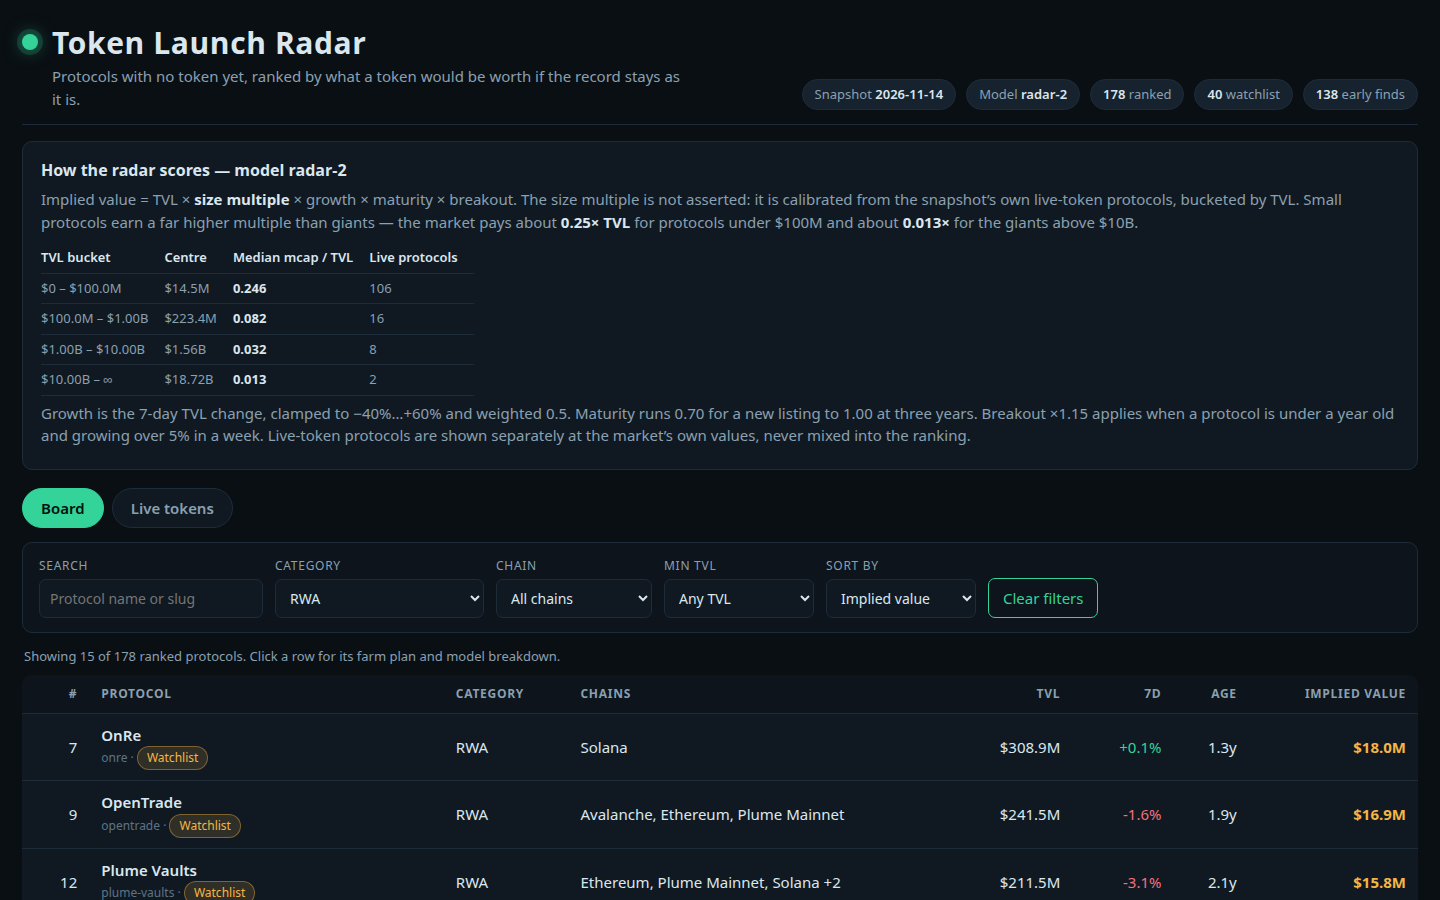 Token Launch Radar
Protocols with no token yet, ranked by what a token would be worth if the record stays as
it is.
Snapshot 2026-11-14
Model radar-2
178 ranked
40 watchlist
138 early finds
How the radar scores — model radar-2
Implied value = TVL × size multiple × growth × maturity × breakout. The size multiple is not asserted: it is calibrated from the snapshot’s own live-token protocols, bucketed by TVL. Small
protocols earn a far higher multiple than giants — the market pays about 0.25× TVL for protocols under $100M and about 0.013× for the giants above $10B.
TVL bucket Centre Median mcap / TVL Live protocols
$0 – $100.0M $14.5M 0.246 106
$100.0M – $1.00B $223.4M 0.082 16
$1.00B – $10.00B $1.56B 0.032 8
$10.00B – ∞ $18.72B 0.013 2
Growth is the 7-day TVL change, clamped to −40%…+60% and weighted 0.5. Maturity runs 0.70 for a new listing to 1.00 at three years. Breakout ×1.15 applies when a protocol is under a year old
and growing over 5% in a week. Live-token protocols are shown separately at the market’s own values, never mixed into the ranking.
Board
Live tokens
SEARCH CATEGORY CHAIN MIN TVL SORT BY
Protocol name or slug RWA All chains Any TVL Implied value Clear filters
Showing 15 of 178 ranked protocols. Click a row for its farm plan and model breakdown.
# PROTOCOL CATEGORY CHAINS TVL 7D AGE IMPLIED VALUE
7 OnRe RWA Solana $308.9M +0.1% 1.3y $18.0M
onre · Watchlist
9 OpenTrade RWA Avalanche, Ethereum, Plume Mainnet $241.5M -1.6% 1.9y $16.9M
opentrade · Watchlist
12 Plume Vaults RWA Ethereum, Plume Mainnet, Solana +2 $211.5M -3.1% 2.1y $15.8M
plume-vaults · Watchlist